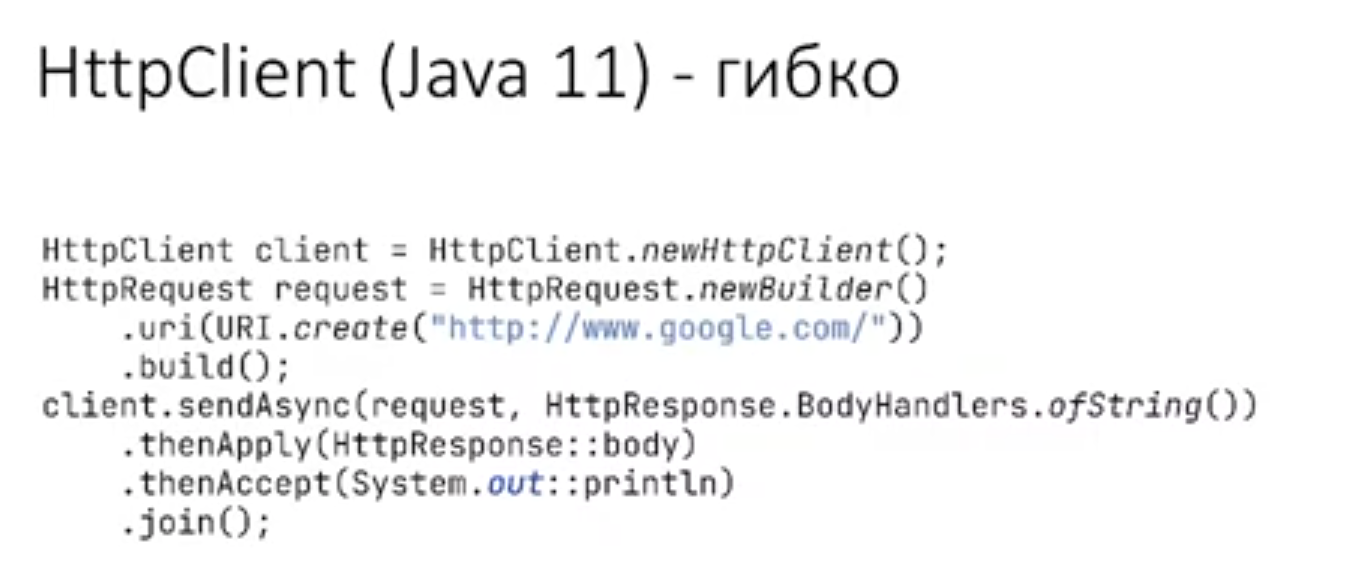 HttpClient (Java 11) - гибко
HttpClient client = HttpClient.newHttpClient();
HttpRequest request = HttpRequest.newBuilder()
    .uri(URI.create("http://www.google.com/"))
    .build();
client.sendAsync(request, HttpResponse.BodyHandlers.ofString())
    .thenApply(HttpResponse::body)
    .thenAccept(System.out::println)
    .join();